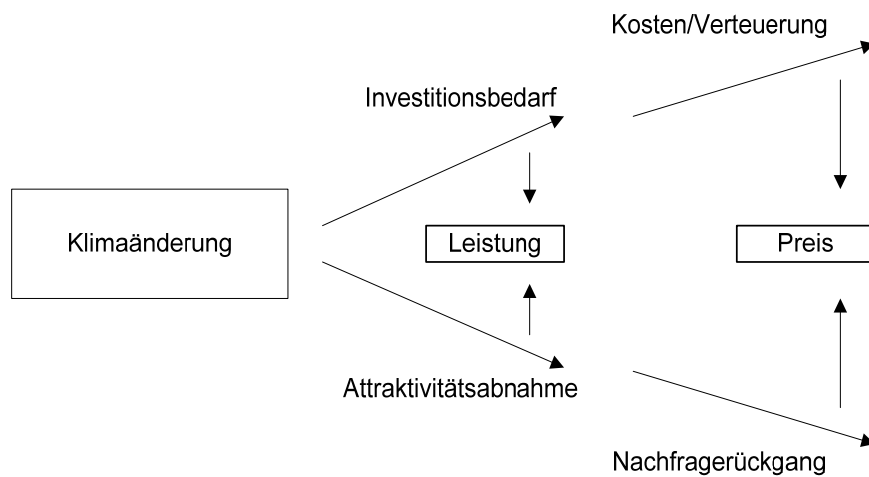 Kosten/Verteuerung
Investitionsbedarf
Klimaänderung
Leistung
Preis
Attraktivitätsabnahme
Nachfragerückgang